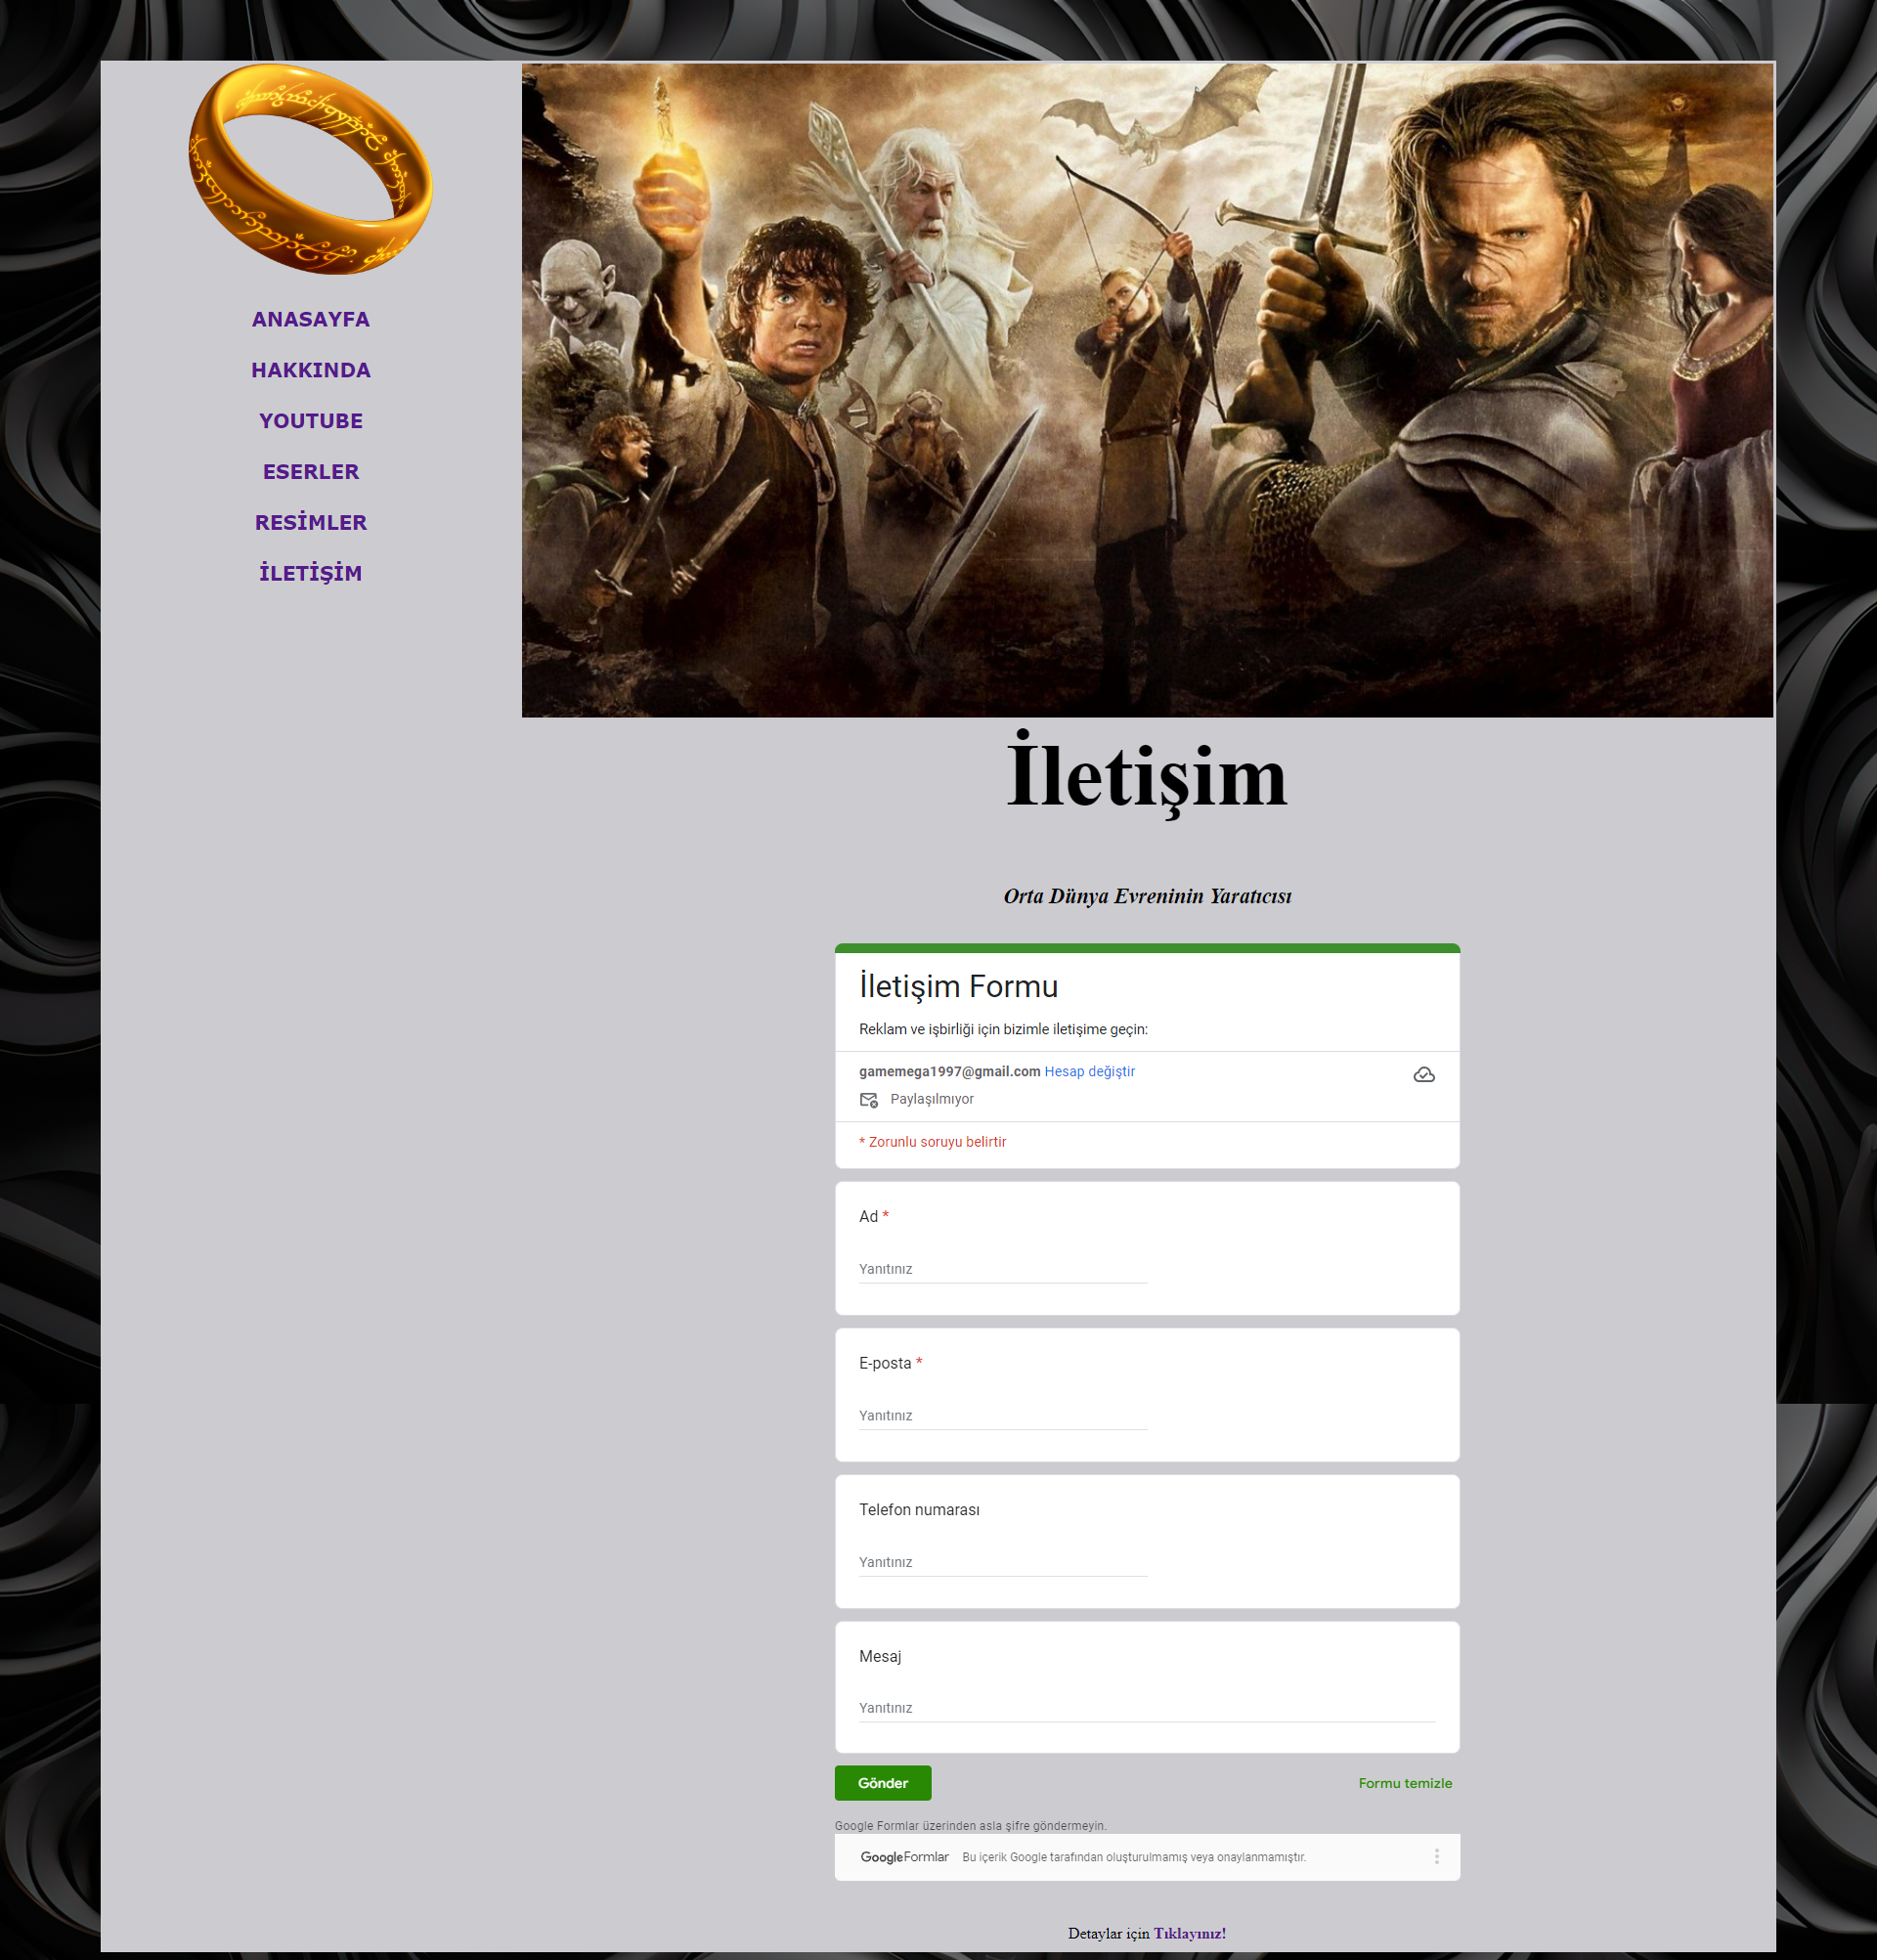 ANASAYFA
HAKKINDA
YOUTUBE
ESERLER
RESİMLER
İLETİŞİM
İletişim
Orta Dünya Evreninin Yaratıcısı
İletişim Formu
Reklam ve işbirliği için bizimle iletişime geçin:
gamemega1997@gmail.com Hesap değiştir
Paylaşılmıyor
* Zorunlu soruyu belirtir
Ad *
Yanıtınız
E-posta *
Yanıtınız
Telefon numarası
Yanıtınız
Mesaj
Yanıtınız
Gönder Formu temizle
Google Formlar üzerinden asla şifre göndermeyin.
Google Formlar Bu içerik Google tarafından oluşturulmamış veya onaylanmamıştır.
Detaylar için Tıklayınız!